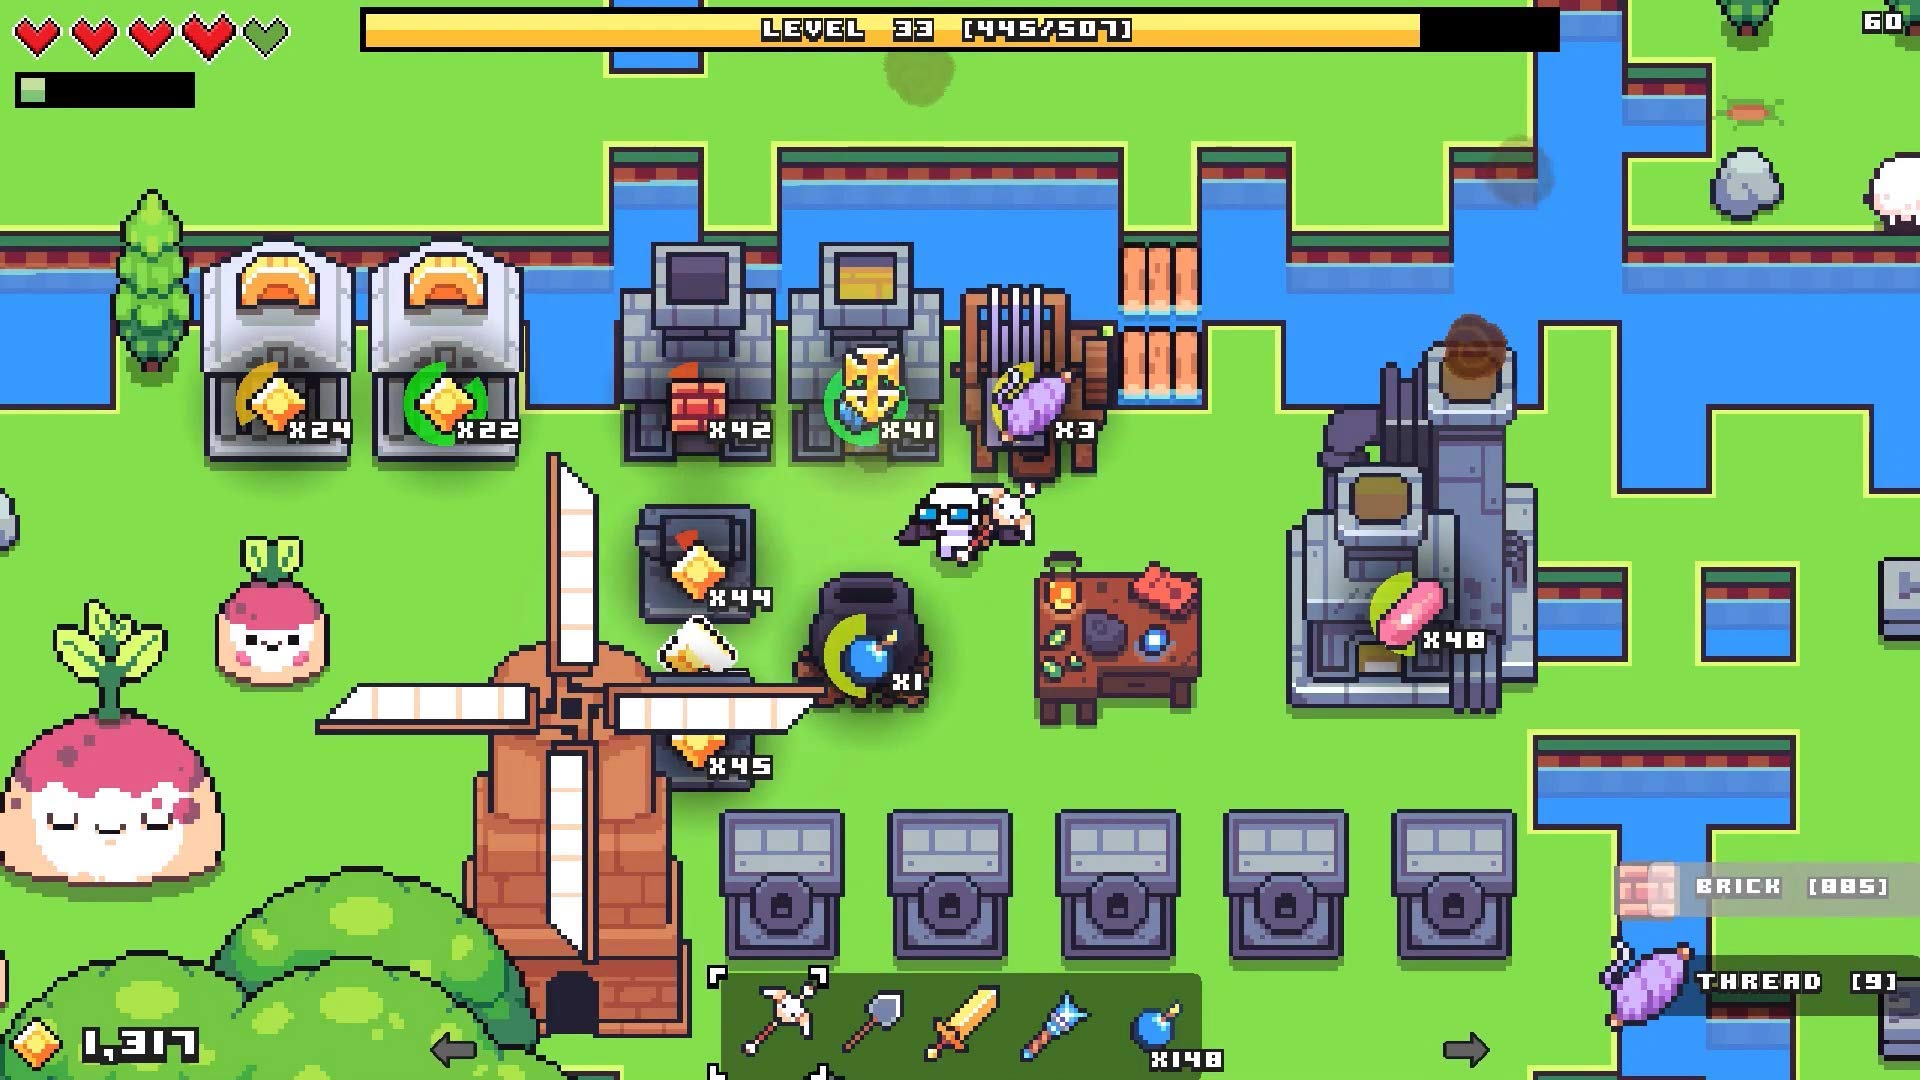 LEVEL 33 [445/507]
60
X24
X22
X42
X41
X3
X44
X48
X1
X45
BRICK [885]
THREAD [9]
1,317
X148